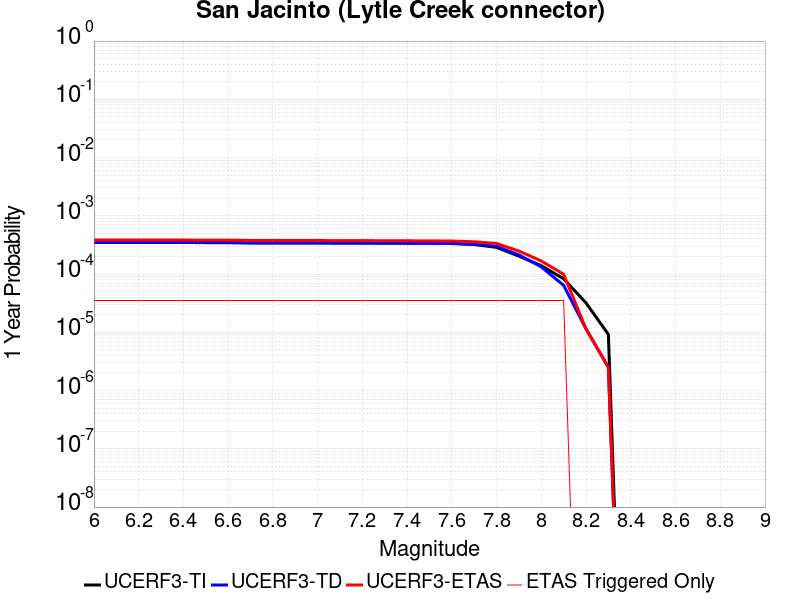 San Jacinto (Lytle Creek connector)
10^0
10^-1
10^-2
10^-3
10^-4
10^-5
10^-6
10^-7
10^-8
1 Year Probability
6 6.2 6.4 6.6 6.8 7 7.2 7.4 7.6 7.8 8 8.2 8.4 8.6 8.8 9
Magnitude
UCERF3-TI UCERF3-TD UCERF3-ETAS ETAS Triggered Only